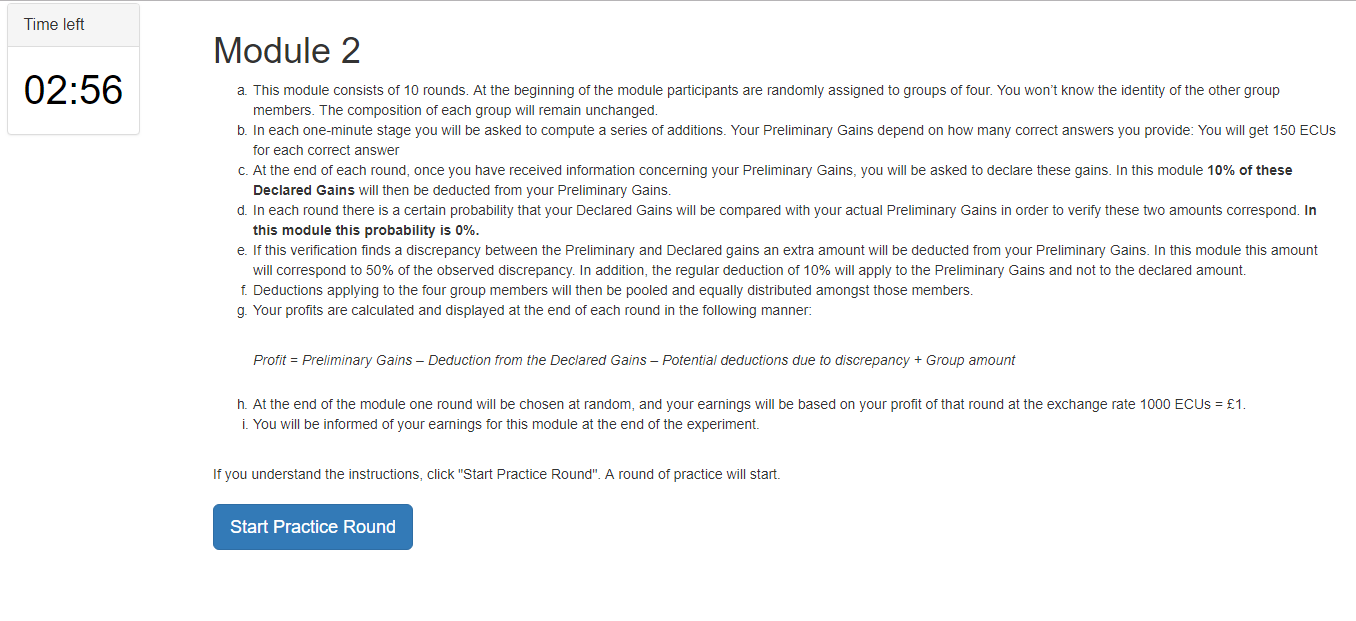 Time left
02:56
Module 2
a. This module consists of 10 rounds. At the beginning of the module participants are randomly assigned to groups of four. You won’t know the identity of the other group
members. The composition of each group will remain unchanged.
b. In each one-minute stage you will be asked to compute a series of additions. Your Preliminary Gains depend on how many correct answers you provide: You will get 150 ECUs
for each correct answer
c. At the end of each round, once you have received information concerning your Preliminary Gains, you will be asked to declare these gains. In this module 10% of these
Declared Gains will then be deducted from your Preliminary Gains.
d. In each round there is a certain probability that your Declared Gains will be compared with your actual Preliminary Gains in order to verify these two amounts correspond. In
this module this probability is 0%.
e. If this verification finds a discrepancy between the Preliminary and Declared gains an extra amount will be deducted from your Preliminary Gains. In this module this amount
will correspond to 50% of the observed discrepancy. In addition, the regular deduction of 10% will apply to the Preliminary Gains and not to the declared amount.
f. Deductions applying to the four group members will then be pooled and equally distributed amongst those members.
g. Your profits are calculated and displayed at the end of each round in the following manner:
Profit = Preliminary Gains – Deduction from the Declared Gains – Potential deductions due to discrepancy + Group amount
h. At the end of the module one round will be chosen at random, and your earnings will be based on your profit of that round at the exchange rate 1000 ECUs = £1.
i. You will be informed of your earnings for this module at the end of the experiment.
If you understand the instructions, click "Start Practice Round". A round of practice will start.
Start Practice Round